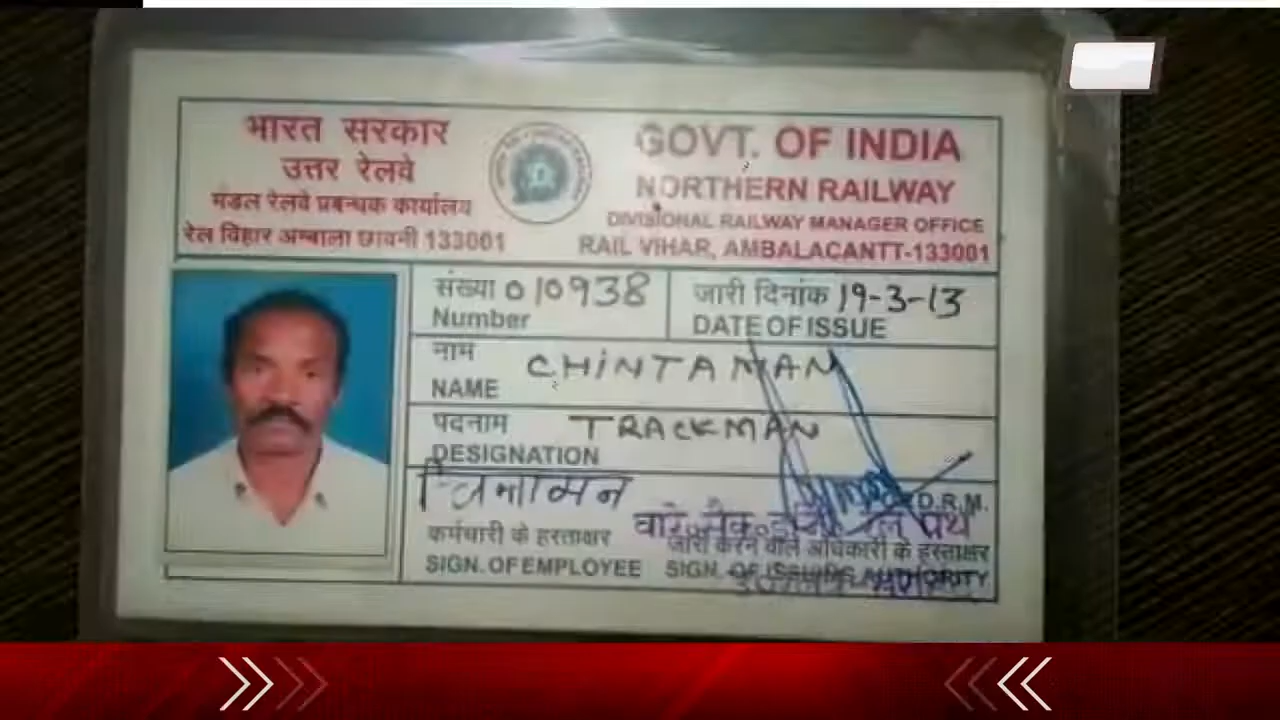 भारत सरकार
उत्तर रेलवे
मंडल रेलवे प्रबन्धक कार्यालय
रेल विहार अम्बाला छावनी 133001
GOVT. OF INDIA
NORTHERN RAILWAY
DIVISIONAL RAILWAY MANAGER OFFICE
RAIL VIHAR, AMBALACANTT-133001
संख्या 010938
Number
जारी दिनांक 19-3-13
DATE OF ISSUE
नाम
CHINTAMAN
NAME
पदनाम TRACKMAN
DESIGNATION
चिन्तामन
कर्मचारी के हस्ताक्षर
SIGN. OF EMPLOYEE
D.R.M.
जारी करने वाले अधिकारी के हस्ताक्षर
SIGN. OF ISSUING AUTHORITY